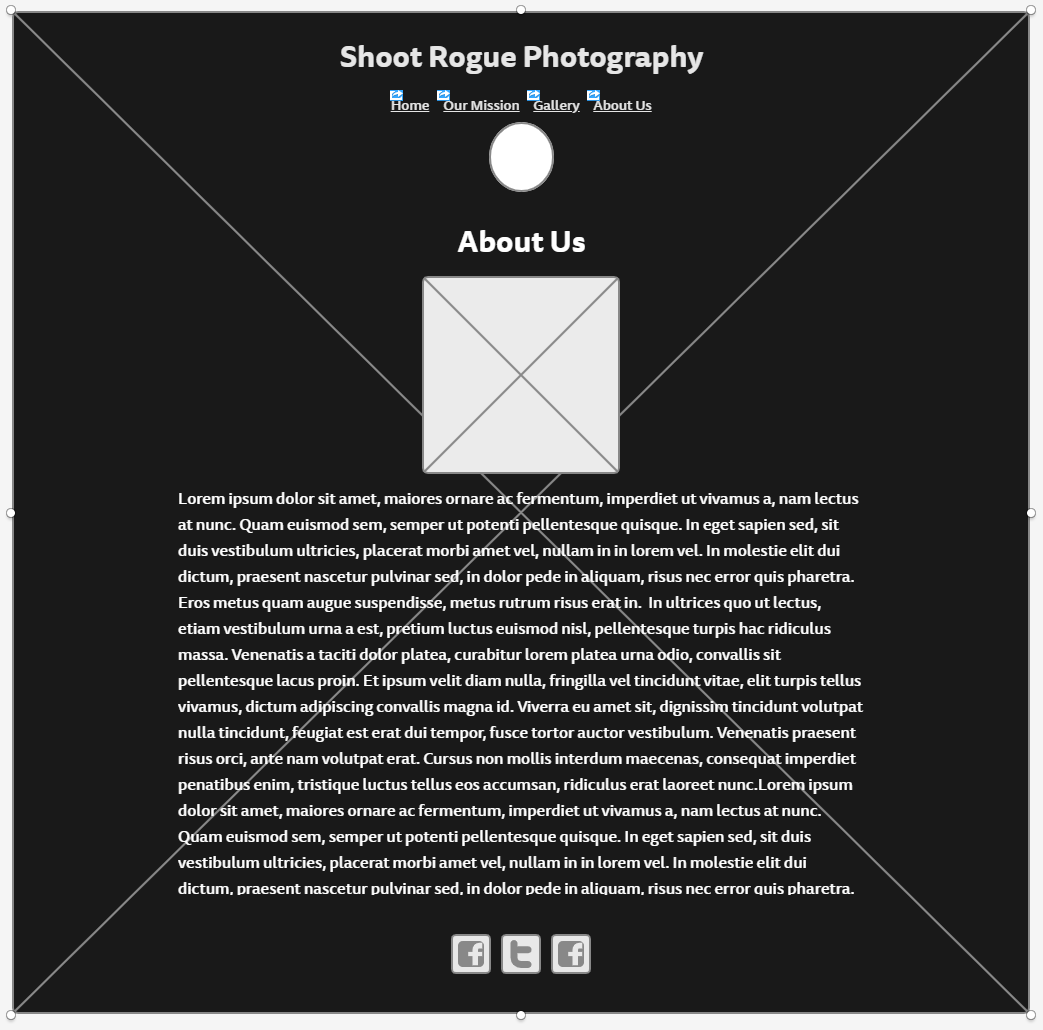 Shoot Rogue Photography
Home Our Mission Gallery About Us
About Us
Lorem ipsum dolor sit amet, maiores ornare ac fermentum, imperdiet ut vivamus a, nam lectus
at nunc. Quam euismod sem, semper ut potenti pellentesque quisque. In eget sapien sed, sit
duis vestibulum ultricies, placerat morbi amet vel, nullam in in lorem vel. In molestie elit dui
dictum, praesent nascetur pulvinar sed, in dolor pede in aliquam, risus nec error quis pharetra.
Eros metus quam augue suspendisse, metus rutrum risus erat in.  In ultrices quo ut lectus,
etiam vestibulum urna a est, pretium luctus euismod nisl, pellentesque turpis hac ridiculus
massa. Venenatis a taciti dolor platea, curabitur lorem platea urna odio, convallis sit
pellentesque lacus proin. Et ipsum velit diam nulla, fringilla vel tincidunt vitae, elit turpis tellus
vivamus, dictum adipiscing convallis magna id. Viverra eu amet sit, dignissim tincidunt volutpat
nulla tincidunt, feugiat est erat dui tempor, fusce tortor auctor vestibulum. Venenatis praesent
risus orci, ante nam volutpat erat. Cursus non mollis interdum maecenas, consequat imperdiet
penatibus enim, tristique luctus tellus eos accumsan, ridiculus erat laoreet nunc.Lorem ipsum
dolor sit amet, maiores ornare ac fermentum, imperdiet ut vivamus a, nam lectus at nunc.
Quam euismod sem, semper ut potenti pellentesque quisque. In eget sapien sed, sit duis
vestibulum ultricies, placerat morbi amet vel, nullam in in lorem vel. In molestie elit dui
dictum, praesent nascetur pulvinar sed, in dolor pede in aliquam, risus nec error quis pharetra.